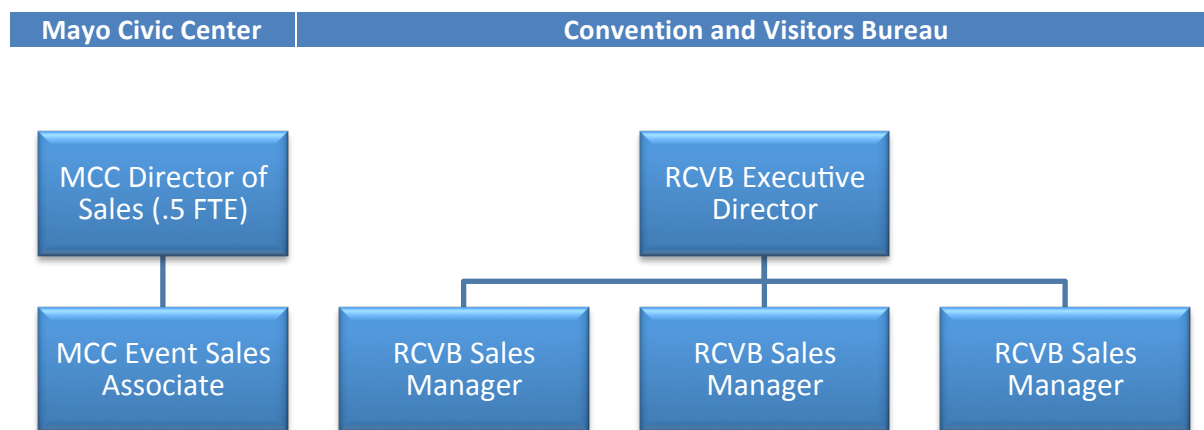 Mayo Civic Center
Convention and Visitors Bureau
MCC Director of
Sales (.5 FTE)
RCVB Executive
Director
MCC Event Sales
Associate
RCVB Sales
Manager
RCVB Sales
Manager
RCVB Sales
Manager